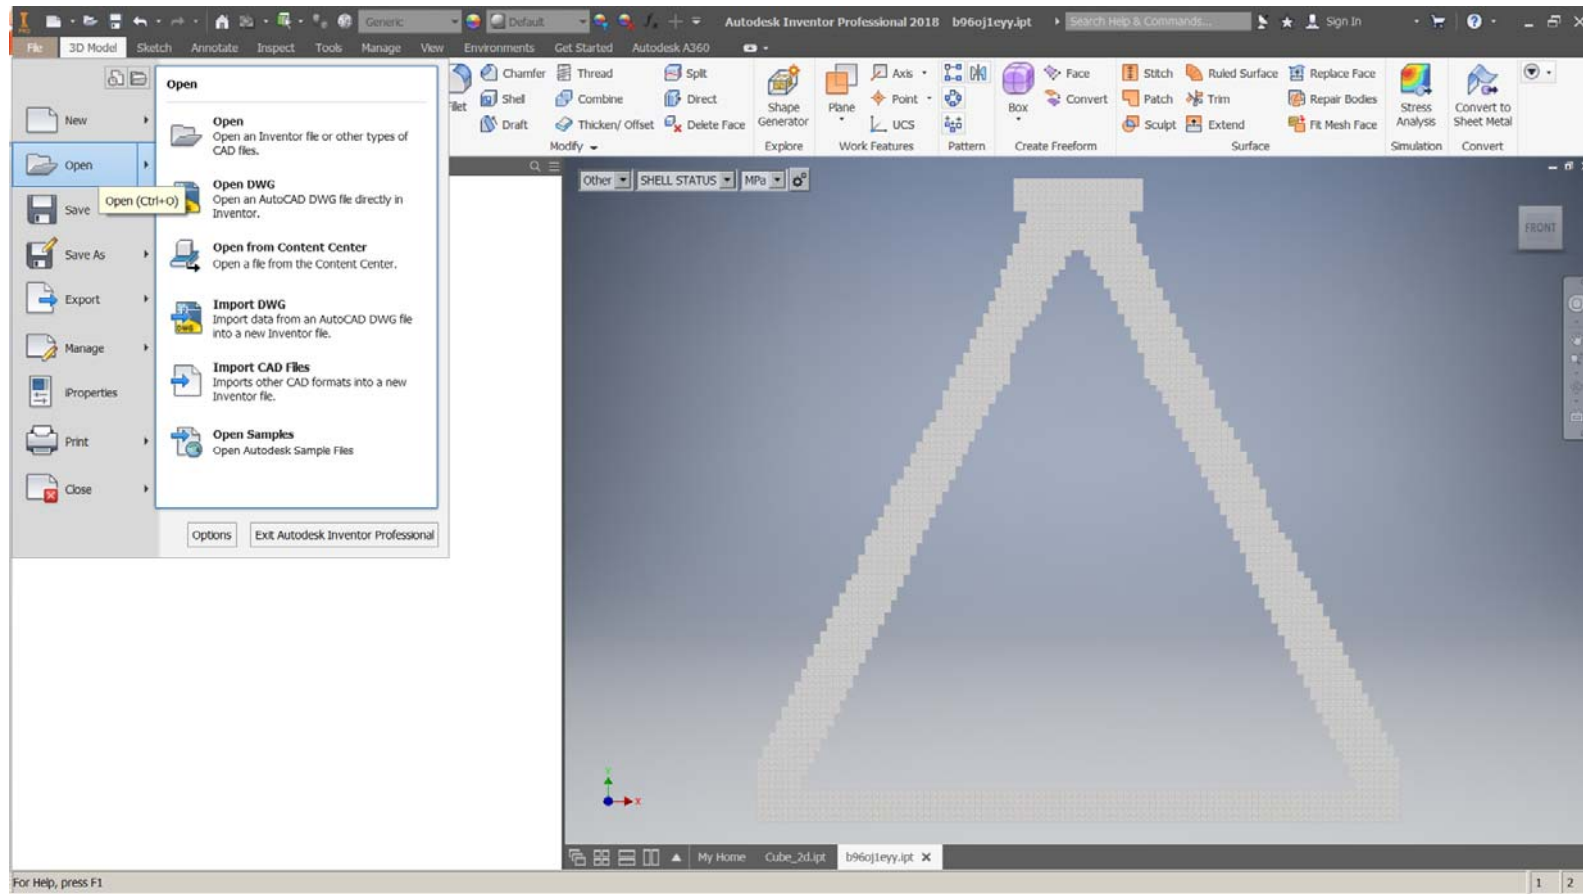 PRO
Generic
Default
Autodesk Inventor Professional 2018 b96oj1eyy.ipt
Search Help & Commands...
Sign In
File 3D Model Sketch Annotate Inspect Tools Manage View Environments Get Started Autodesk A360
Open
New
Open
Save
Save As
Export
Manage
iProperties
Print
Close
Open (Ctrl+O)
Open
Open an Inventor file or other types of
CAD files.
Open DWG
Open an AutoCAD DWG file directly in
Inventor.
Open from Content Center
Open a file from the Content Center.
Import DWG
Import data from an AutoCAD DWG file
into a new Inventor file.
DWG
Import CAD Files
Imports other CAD formats into a new
Inventor file.
Open Samples
Open Autodesk Sample Files
Options Exit Autodesk Inventor Professional
Chamfer Thread Split
Shell Combine Direct
Draft Thicken/ Offset Delete Face
Modify
Shape
Generator
Explore
Plane
Axis
Point
UCS
Work Features
Pattern
Box
Face
Convert
Create Freeform
Stitch Ruled Surface Replace Face
Patch Trim Repair Bodies
Sculpt Extend Fit Mesh Face
Surface
Stress
Analysis
Simulation
Convert to
Sheet Metal
Convert
Other SHELL STATUS MPa
FRONT
Y
X
My Home Cube_2d.ipt b96oj1eyy.ipt
For Help, press F1
1 2